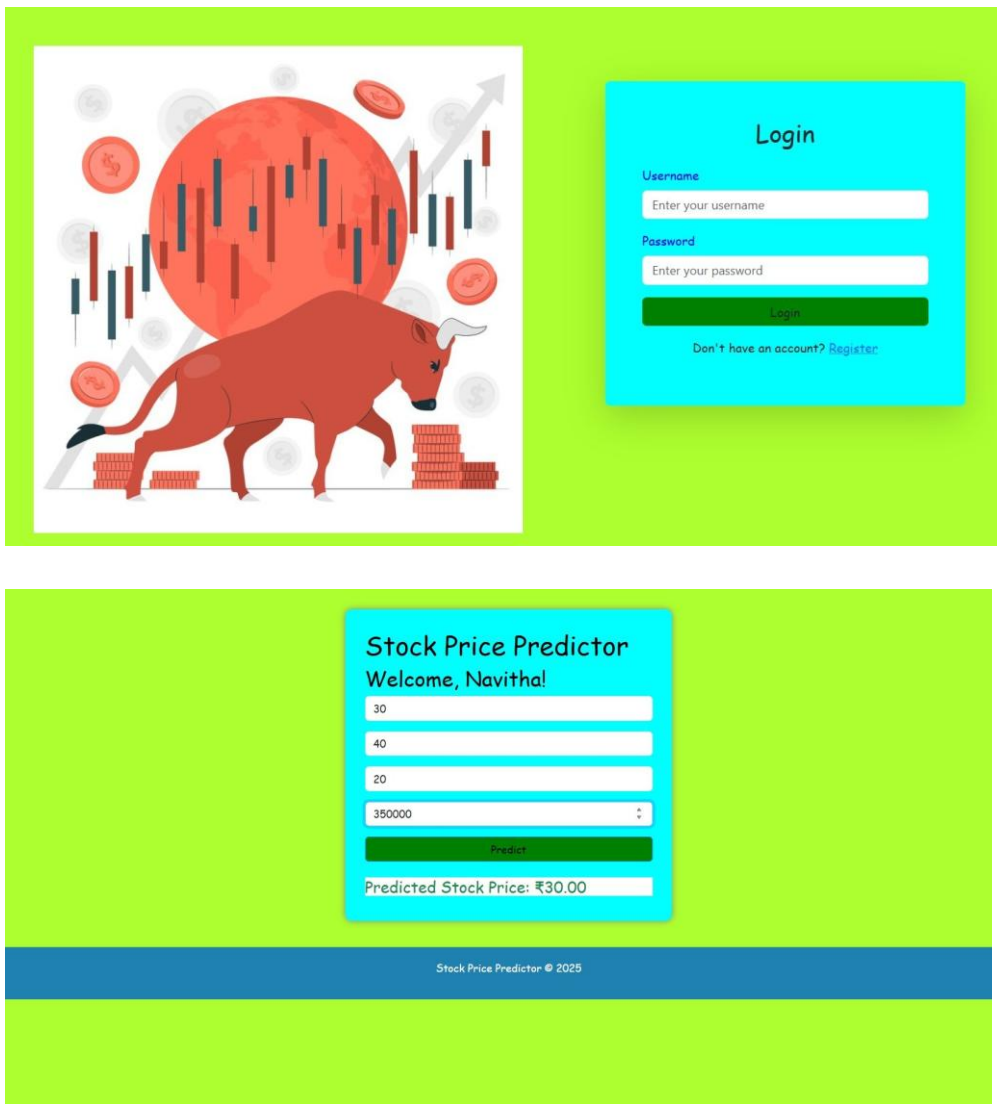 Login
Username
Enter your username
Password
Enter your password
Login
Don't have an account? Register
Stock Price Predictor
Welcome, Navitha!
30
40
20
350000
Predict
Predicted Stock Price: ₹30.00
Stock Price Predictor © 2025